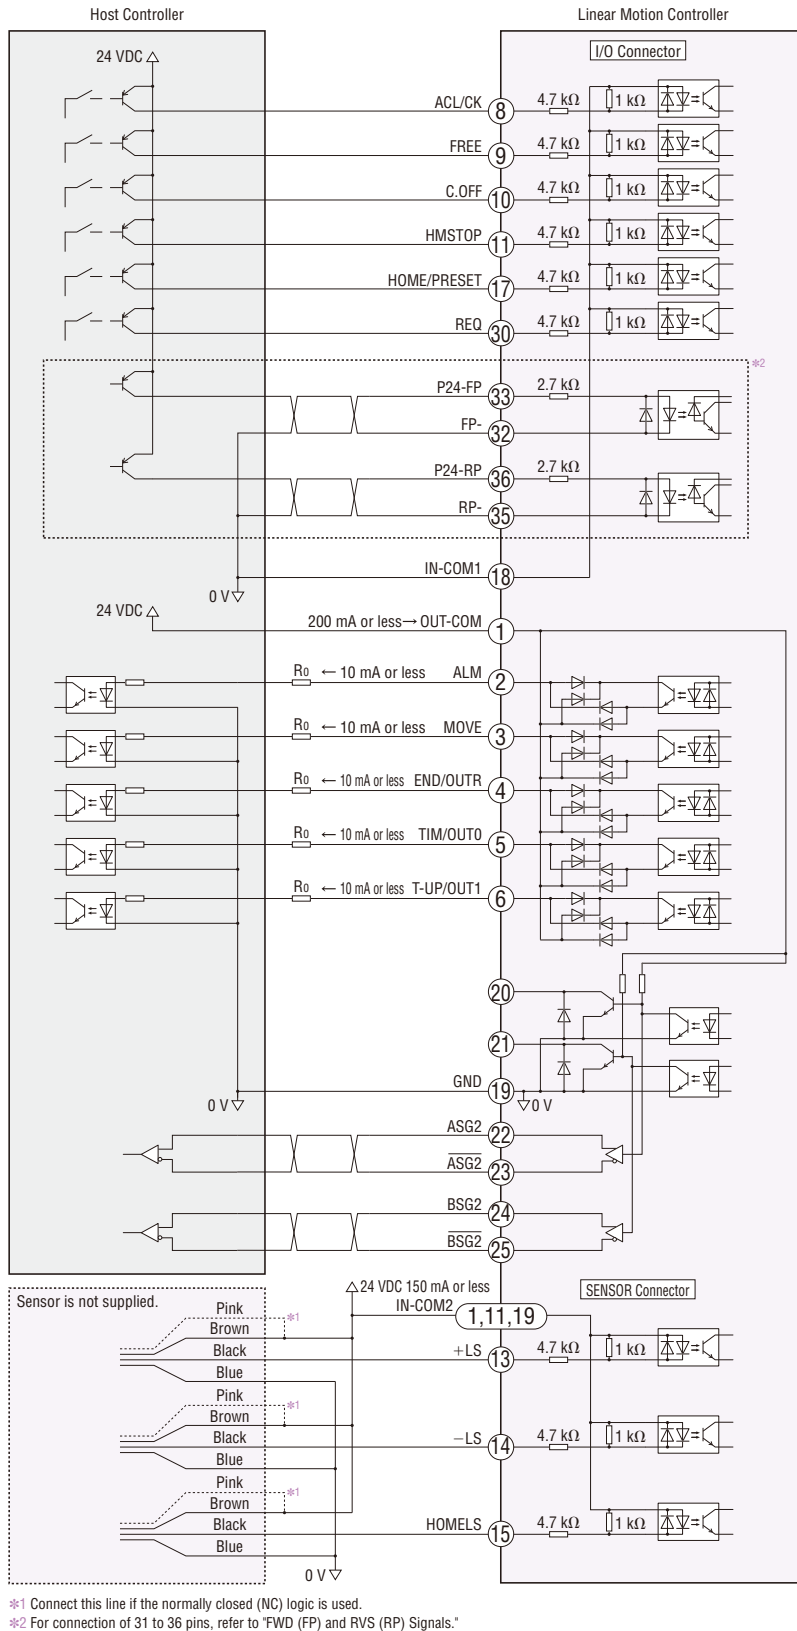 Host Controller
Linear Motion Controller
I/O Connector
24 VDC
ACL/CK 8 4.7 kΩ 1 kΩ
FREE 9 4.7 kΩ 1 kΩ
C.OFF 10 4.7 kΩ 1 kΩ
HMSTOP 11 4.7 kΩ 1 kΩ
HOME/PRESET 17 4.7 kΩ 1 kΩ
REQ 30 4.7 kΩ 1 kΩ
*2
P24-FP 33 2.7 kΩ
FP- 32
P24-RP 36 2.7 kΩ
RP- 35
IN-COM1 18
0 V
24 VDC
200 mA or less→ OUT-COM 1
R0 ← 10 mA or less ALM 2
R0 ← 10 mA or less MOVE 3
R0 ← 10 mA or less END/OUTR 4
R0 ← 10 mA or less TIM/OUT0 5
R0 ← 10 mA or less T-UP/OUT1 6
20
21
GND 19
0 V
0 V
ASG2 22
A̅S̅G̅2̅ 23
BSG2 24
B̅S̅G̅2̅ 25
24 VDC 150 mA or less
SENSOR Connector
Sensor is not supplied.
IN-COM2 1,11,19
Pink *1
Brown
Black +LS 13 4.7 kΩ 1 kΩ
Blue
Pink *1
Brown
Black −LS 14 4.7 kΩ 1 kΩ
Blue
Pink *1
Brown
Black HOMELS 15 4.7 kΩ 1 kΩ
Blue
0 V
*1 Connect this line if the normally closed (NC) logic is used.
*2 For connection of 31 to 36 pins, refer to "FWD (FP) and RVS (RP) Signals."